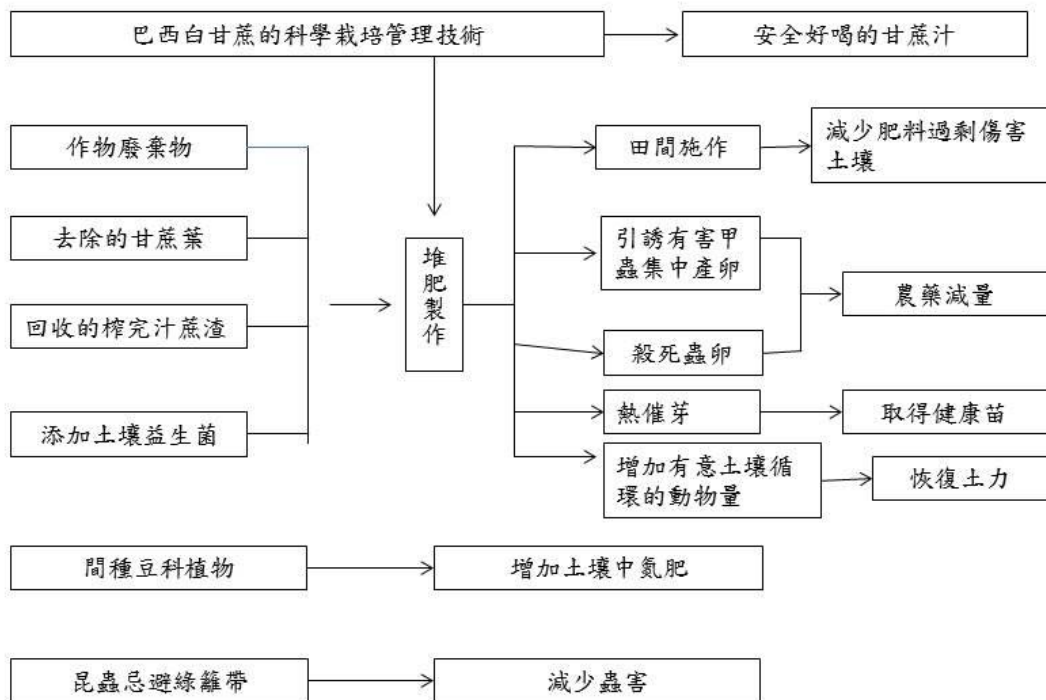 巴西白甘蔗的科學栽培管理技術
安全好喝的甘蔗汁
作物廢棄物
去除的甘蔗葉
回收的榨完汁蔗渣
添加土壤益生菌
堆肥製作
田間施作
減少肥料過剩傷害
土壤
引誘有害甲
蟲集中產卵
殺死蟲卵
農藥減量
熱催芽
取得健康苗
增加有意土壤循
環的動物量
恢復土力
間種豆科植物
增加土壤中氮肥
昆蟲忌避綠籬帶
減少蟲害